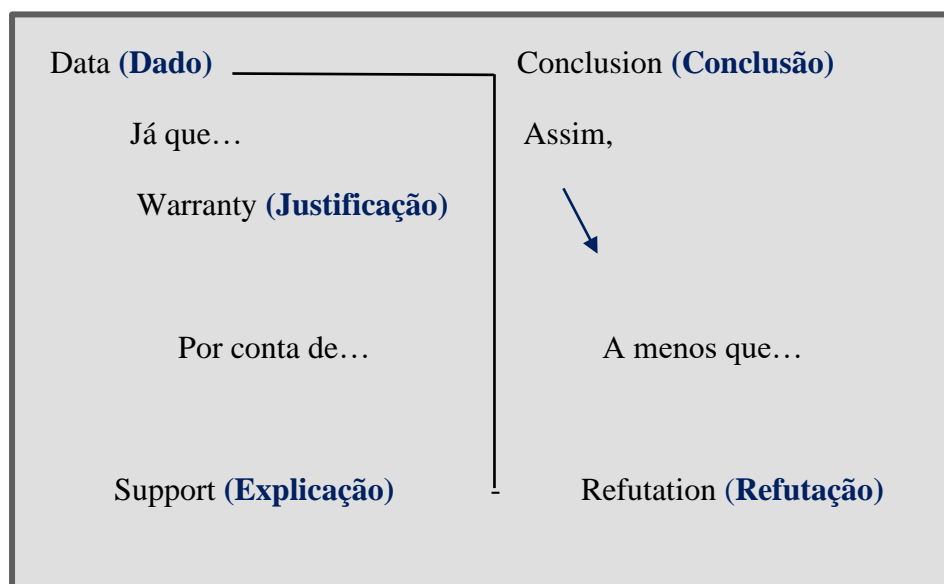 Data (Dado) Conclusion (Conclusão)
Já que… Assim,
Warranty (Justificação)
Por conta de… A menos que…
Support (Explicação) - Refutation (Refutação)